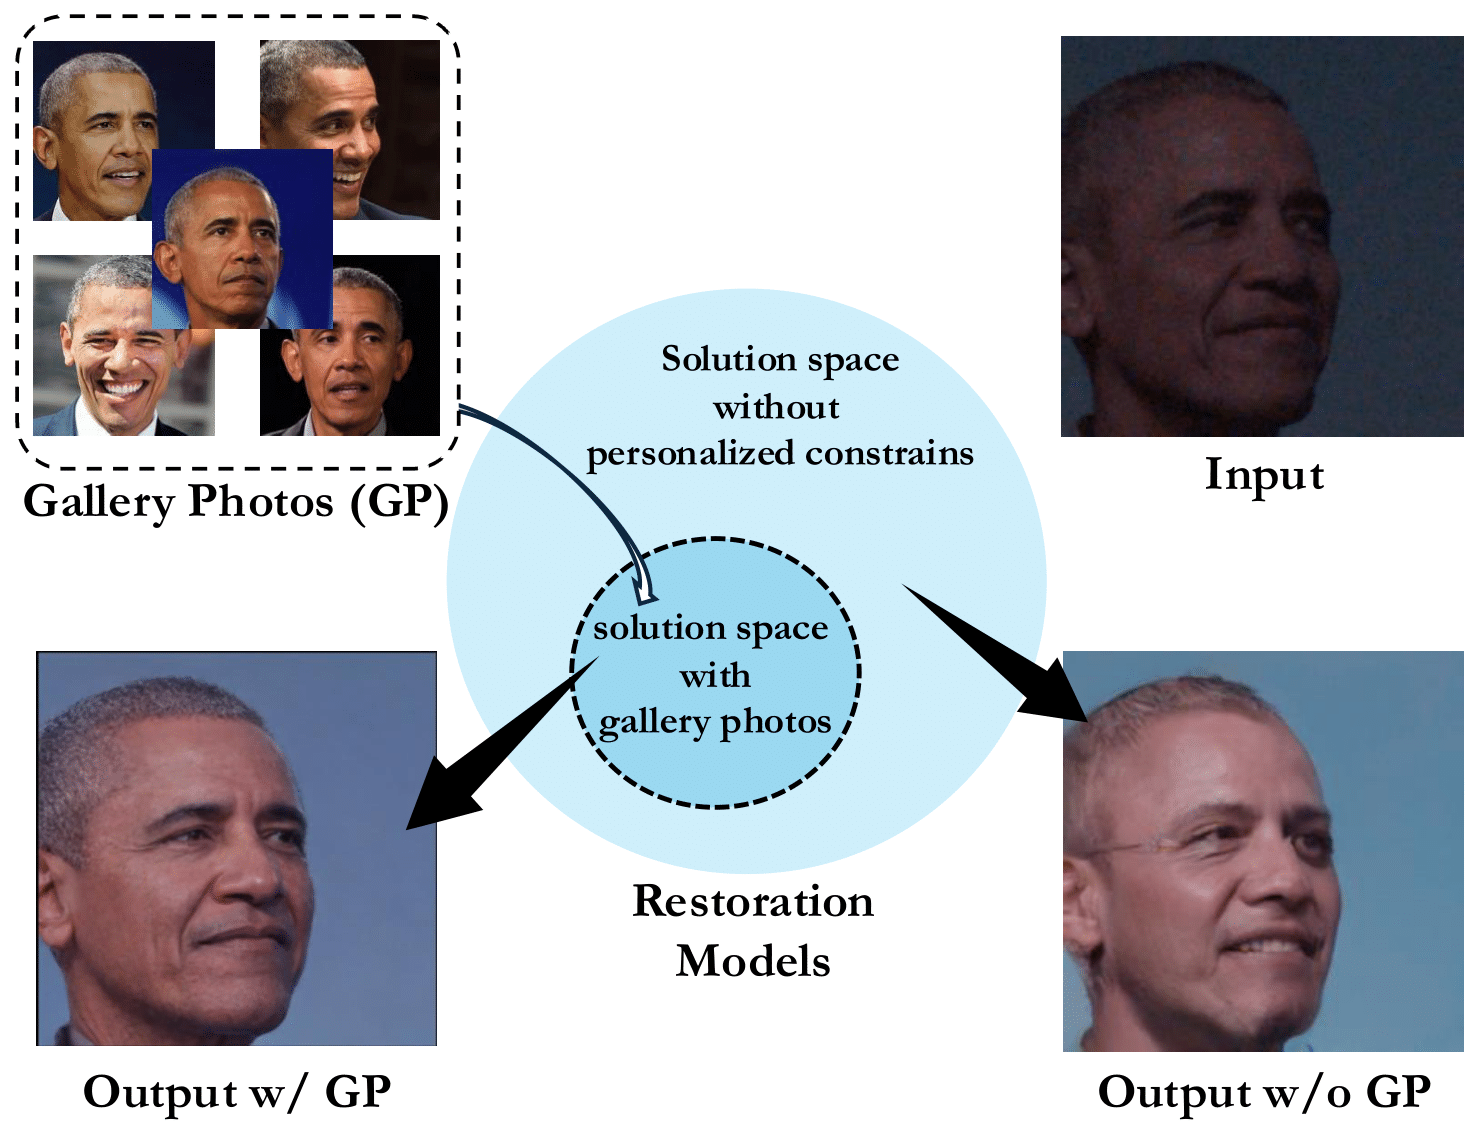 Gallery Photos (GP)
Solution space
without
personalized constrains
Input
solution space
with
gallery photos
Restoration
Models
Output w/ GP
Output w/o GP